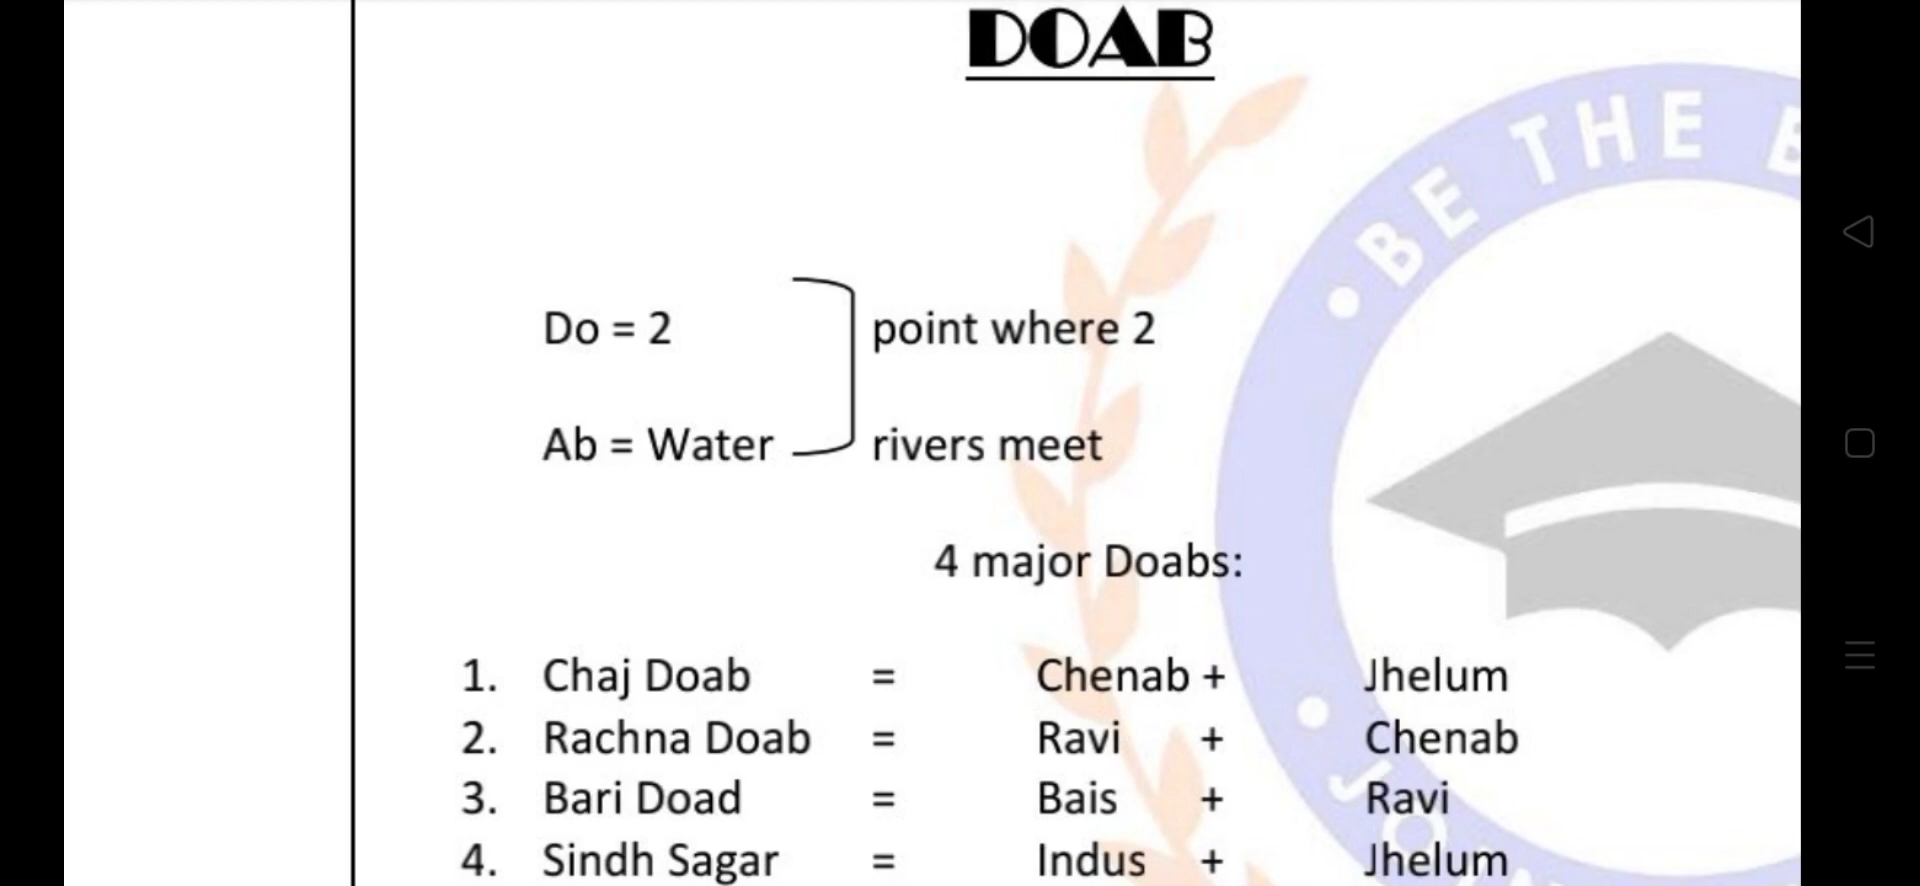 DOAB
BE THE
Do = 2 point where 2
Ab = Water rivers meet
4 major Doabs:
1. Chaj Doab = Chenab + Jhelum
2. Rachna Doab = Ravi + Chenab
3. Bari Doad = Bais + Ravi
4. Sindh Sagar = Indus + Jhelum